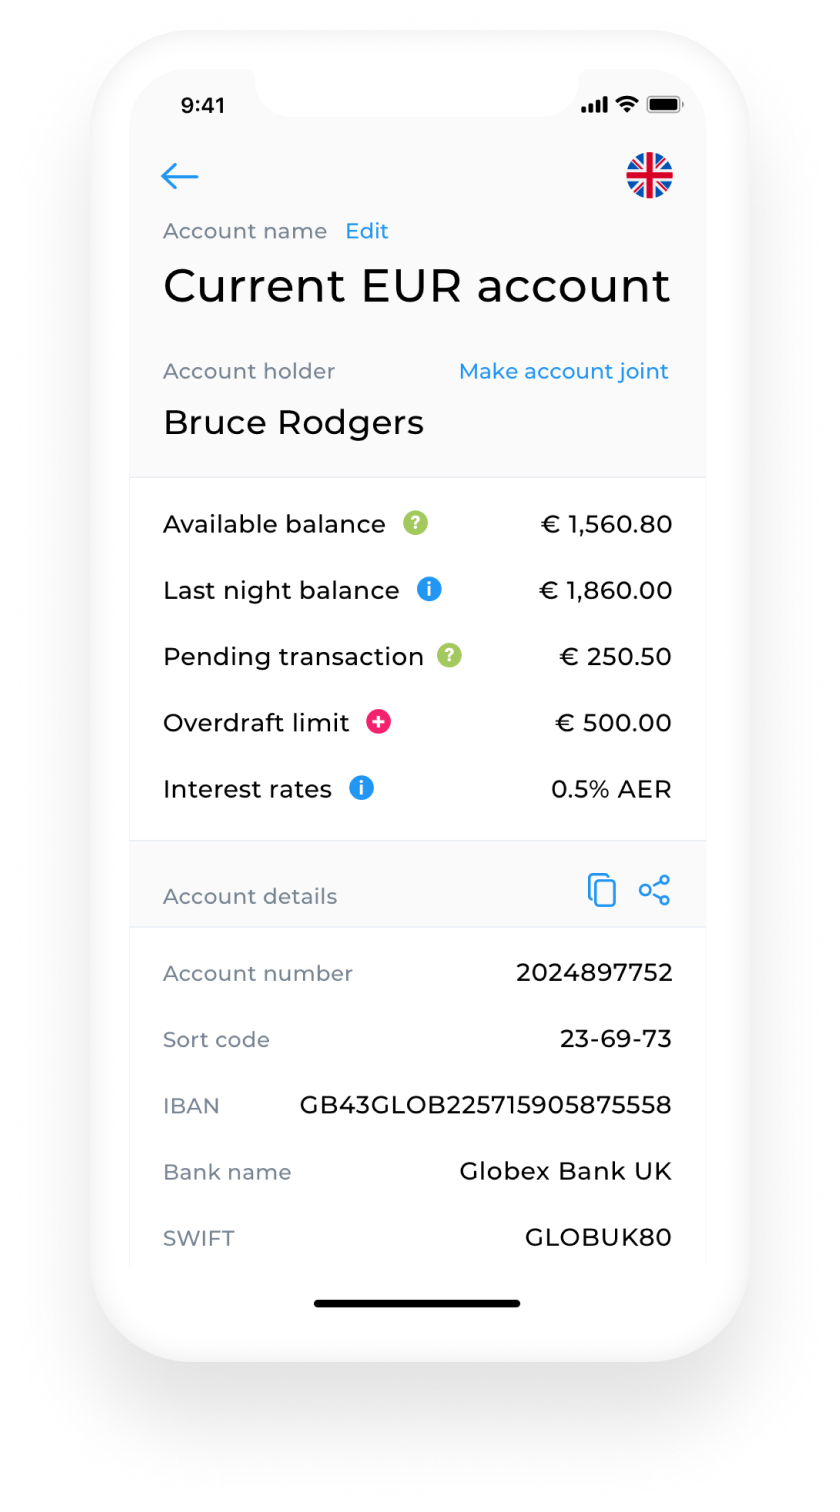 9:41
Account name Edit
Current EUR account
Account holder Make account joint
Bruce Rodgers
Available balance ? € 1,560.80
Last night balance i € 1,860.00
Pending transaction ? € 250.50
Overdraft limit + € 500.00
Interest rates i 0.5% AER
Account details
Account number 2024897752
Sort code 23-69-73
IBAN GB43GLOB225715905875558
Bank name Globex Bank UK
SWIFT GLOBUK80